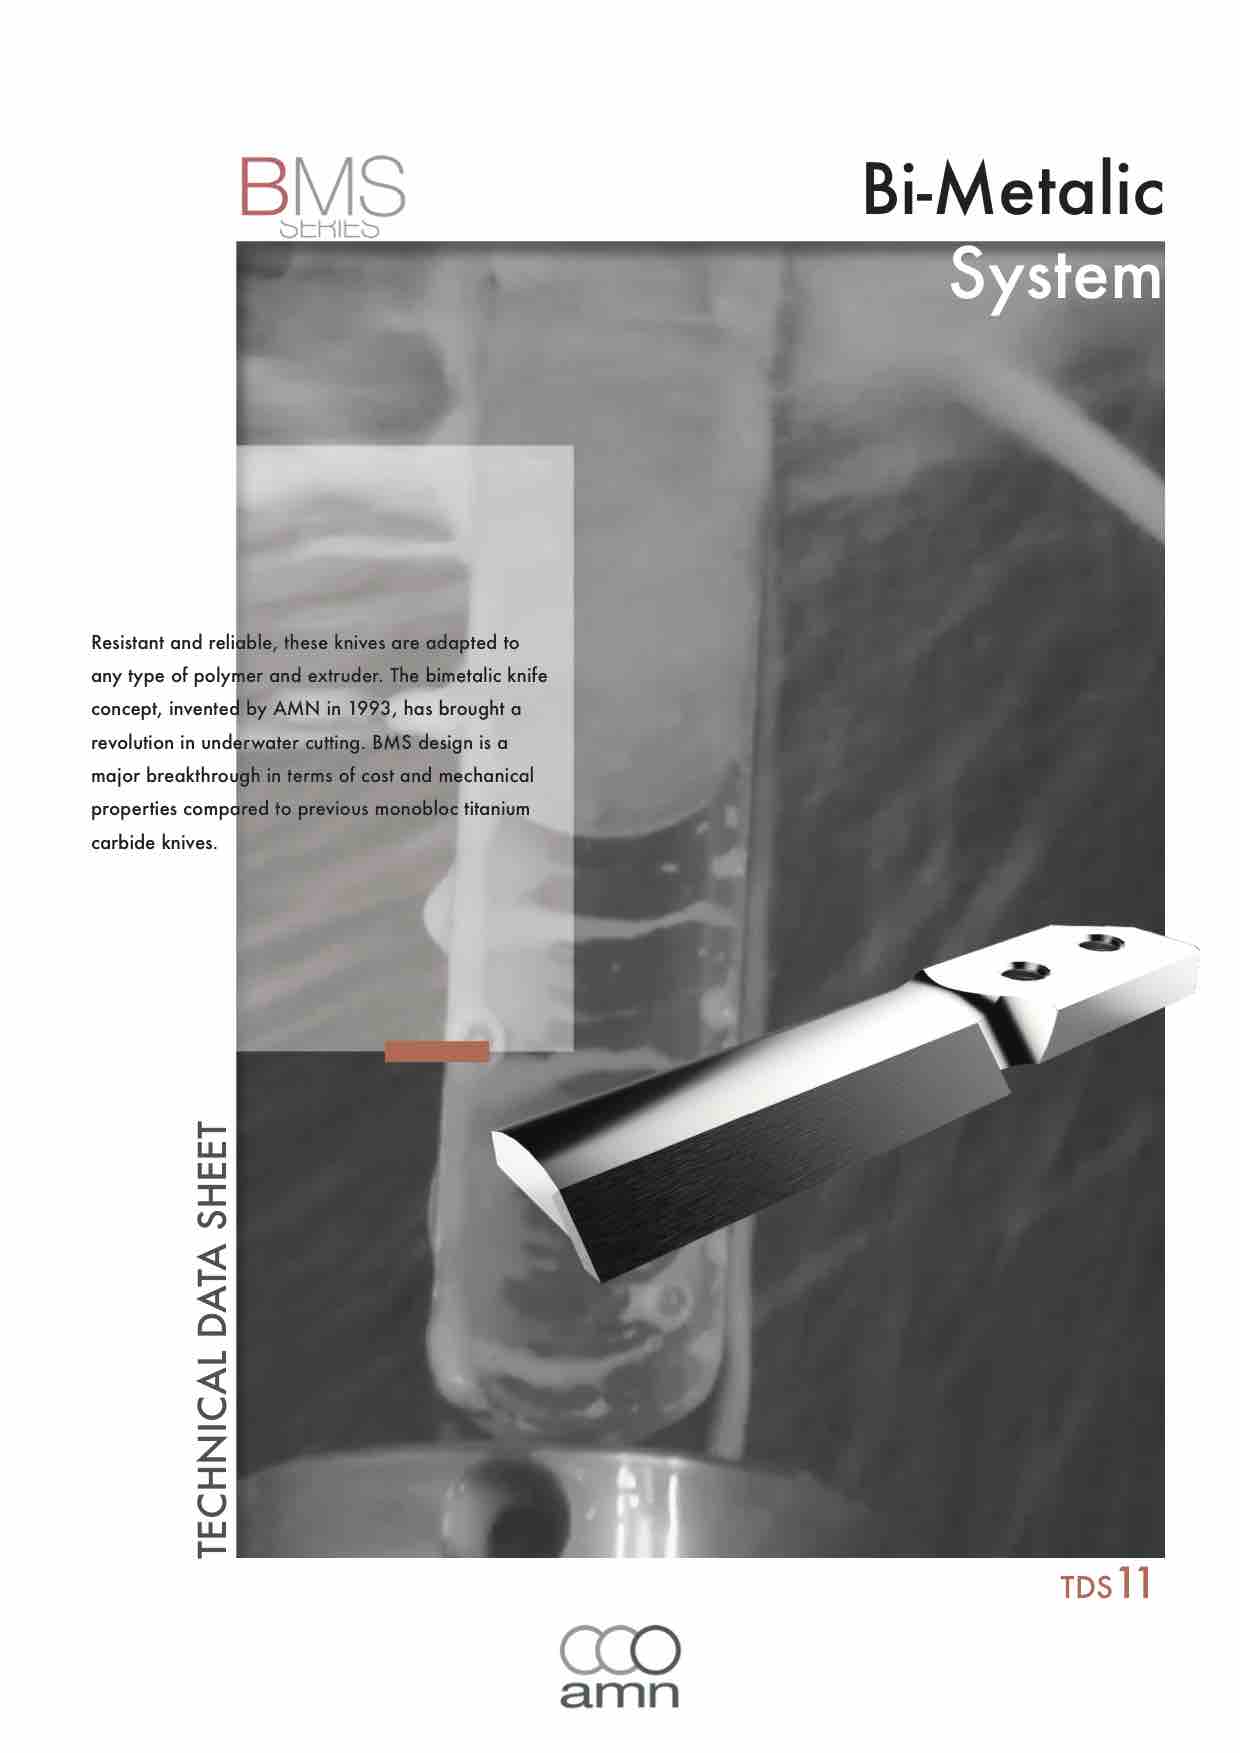 BMS
SERIES
Bi-Metalic
System
Resistant and reliable, these knives are adapted to
any type of polymer and extruder. The bimetalic knife
concept, invented by AMN in 1993, has brought a
revolution in underwater cutting. BMS design is a
major breakthrough in terms of cost and mechanical
properties compared to previous monobloc titanium
carbide knives.
TECHNICAL DATA SHEET
TDS11
amn